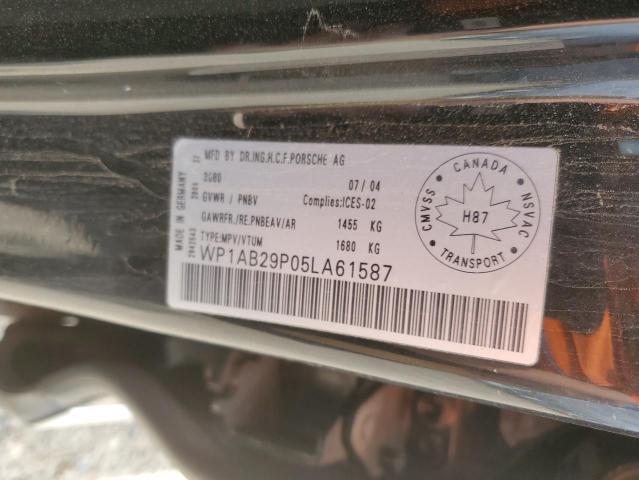 MFD BY DR.ING.H.C.F.PORSCHE AG
3080 07/04
GVWR / PNBV Complies:ICES-02
GAWRFR./RE.PNBEAV/AR 1455 KG
TYPE:MPV/VTUM 1680 KG
WP1AB29P05LA61587
MADE IN GERMANY
CANADA
CMVSS
NSVAC
TRANSPORT
H87